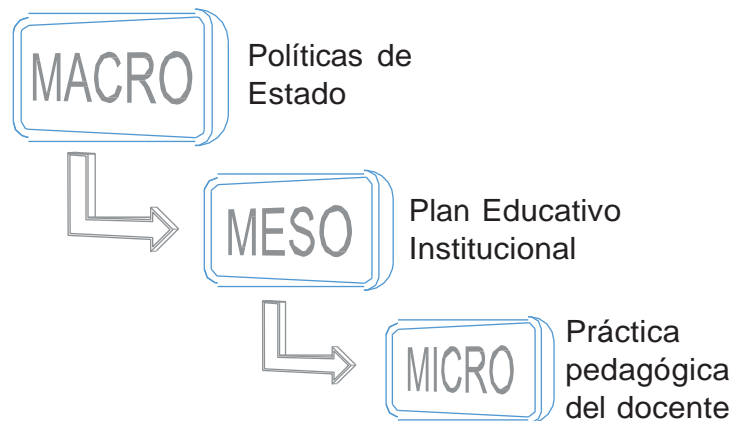 MACRO
Políticas de
Estado
MESO
Plan Educativo
Institucional
MICRO
Práctica
pedagógica
del docente